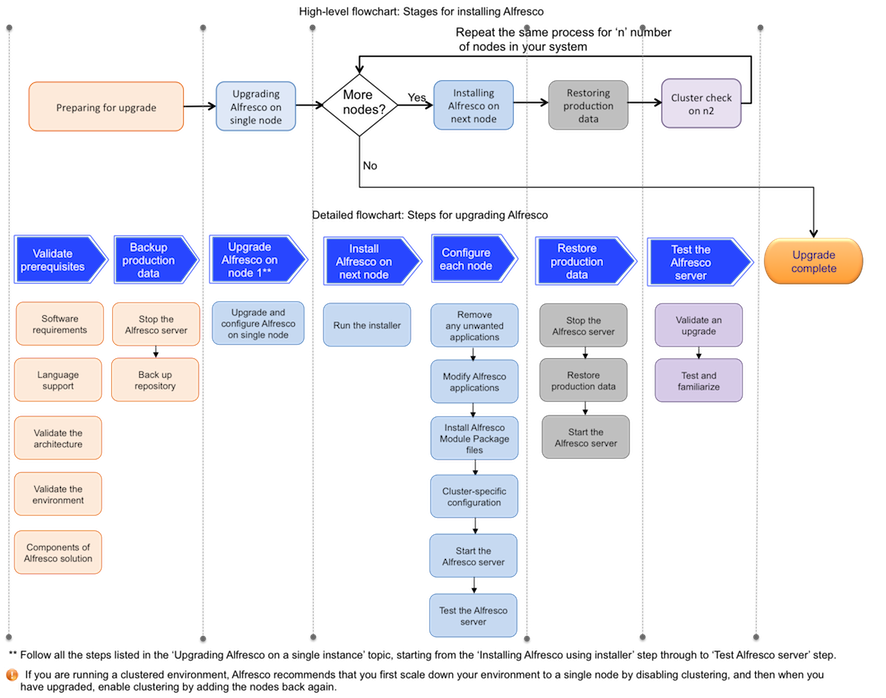 High-level flowchart: Stages for installing Alfresco
Repeat the same process for 'n' number
of nodes in your system
Preparing for upgrade
Upgrading
Alfresco on
single node
More
nodes?
Yes
Installing
Alfresco on
next node
Restoring
production
data
Cluster check
on n2
No
Detailed flowchart: Steps for upgrading Alfresco
Validate
prerequisites
Backup
production
data
Upgrade
Alfresco on
node 1**
Install
Alfresco on
next node
Configure
each node
Restore
production
data
Test the
Alfresco
server
Upgrade
complete
Software
requirements
Language
support
Validate the
architecture
Validate the
environment
Components of
Alfresco solution
Stop the
Alfresco server
Back up
repository
Upgrade and
configure Alfresco
on single node
Run the installer
Remove
any unwanted
applications
Modify Alfresco
applications
Install Alfresco
Module Package
files
Cluster-specific
configuration
Start the
Alfresco server
Test the Alfresco
server
Stop the
Alfresco server
Restore
production data
Start the
Alfresco server
Validate an
upgrade
Test and
familiarize
** Follow all the steps listed in the 'Upgrading Alfresco on a single instance' topic, starting from the 'Installing Alfresco using installer' step through to 'Test Alfresco server' step.
If you are running a clustered environment, Alfresco recommends that you first scale down your environment to a single node by disabling clustering, and then when you
have upgraded, enable clustering by adding the nodes back again.